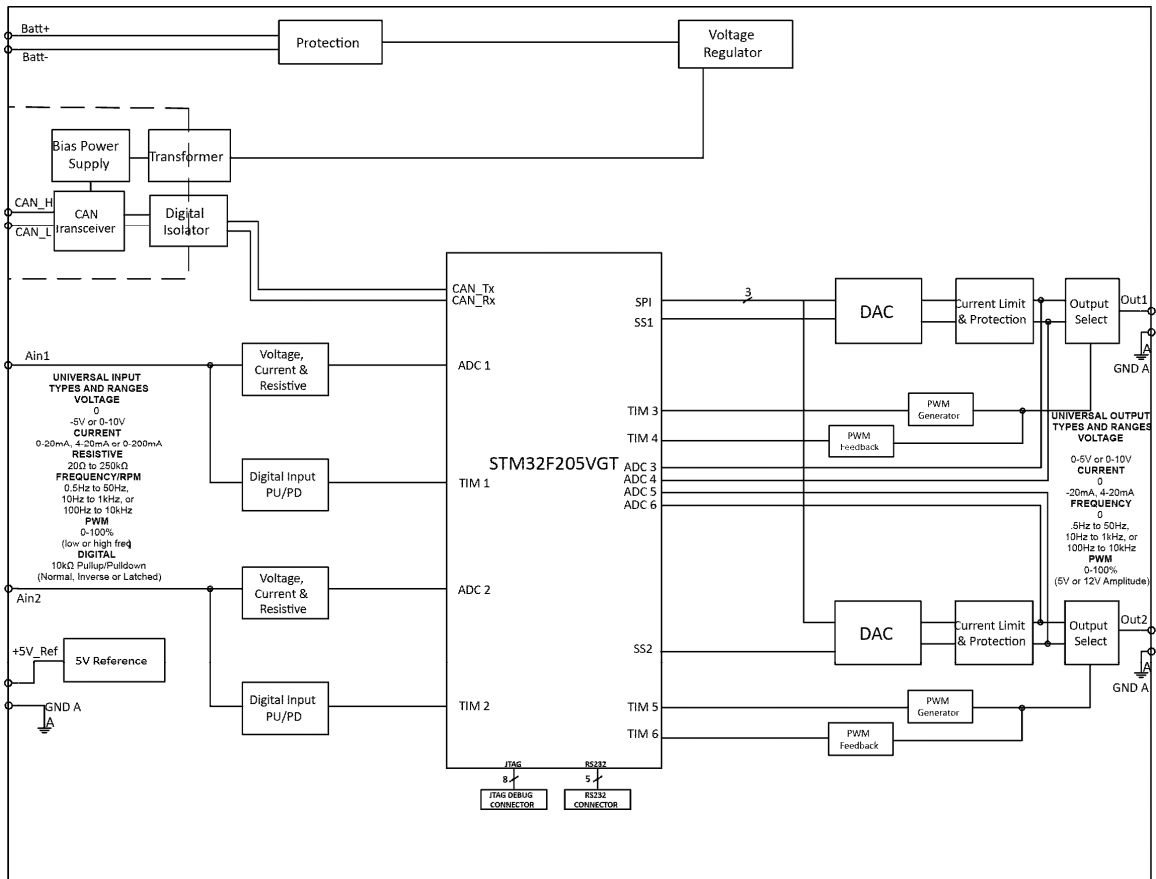 Batt+
Batt-
Protection
Voltage
Regulator
Bias Power
Supply
Transformer
CAN_H
CAN_L
CAN
Transceiver
Digital
Isolator
CAN_Tx
CAN_Rx
Ain1
Voltage,
Current &
Resistive
ADC 1
UNIVERSAL INPUT
TYPES AND RANGES
VOLTAGE
0
-5V or 0-10V
CURRENT
0-20mA, 4-20mA or 0-200mA
RESISTIVE
20Ω to 250kΩ
FREQUENCY/RPM
0.5Hz to 50Hz,
10Hz to 1kHz, or
100Hz to 10kHz
PWM
0-100%
(low or high freq)
DIGITAL
10kΩ Pullup/Pulldown
(Normal, Inverse or Latched)
Digital Input
PU/PD
TIM 1
Ain2
Voltage,
Current &
Resistive
ADC 2
+5V_Ref
5V Reference
GND A
A
Digital Input
PU/PD
TIM 2
STM32F205VGT
SPI
SS1
TIM 3
TIM 4
ADC 3
ADC 4
ADC 5
ADC 6
SS2
TIM 5
TIM 6
JTAG
8
JTAG DEBUG
CONNECTOR
RS232
5
RS232
CONNECTOR
3
DAC
Current Limit
& Protection
Output
Select
Out1
A
GND A
PWM
Generator
PWM
Feedback
UNIVERSAL OUTPUT
TYPES AND RANGES
VOLTAGE
0-5V or 0-10V
CURRENT
0
-20mA, 4-20mA
FREQUENCY
0
.5Hz to 50Hz,
10Hz to 1kHz, or
100Hz to 10kHz
PWM
0-100%
(5V or 12V Amplitude)
DAC
Current Limit
& Protection
Output
Select
Out2
A
GND A
PWM
Generator
PWM
Feedback